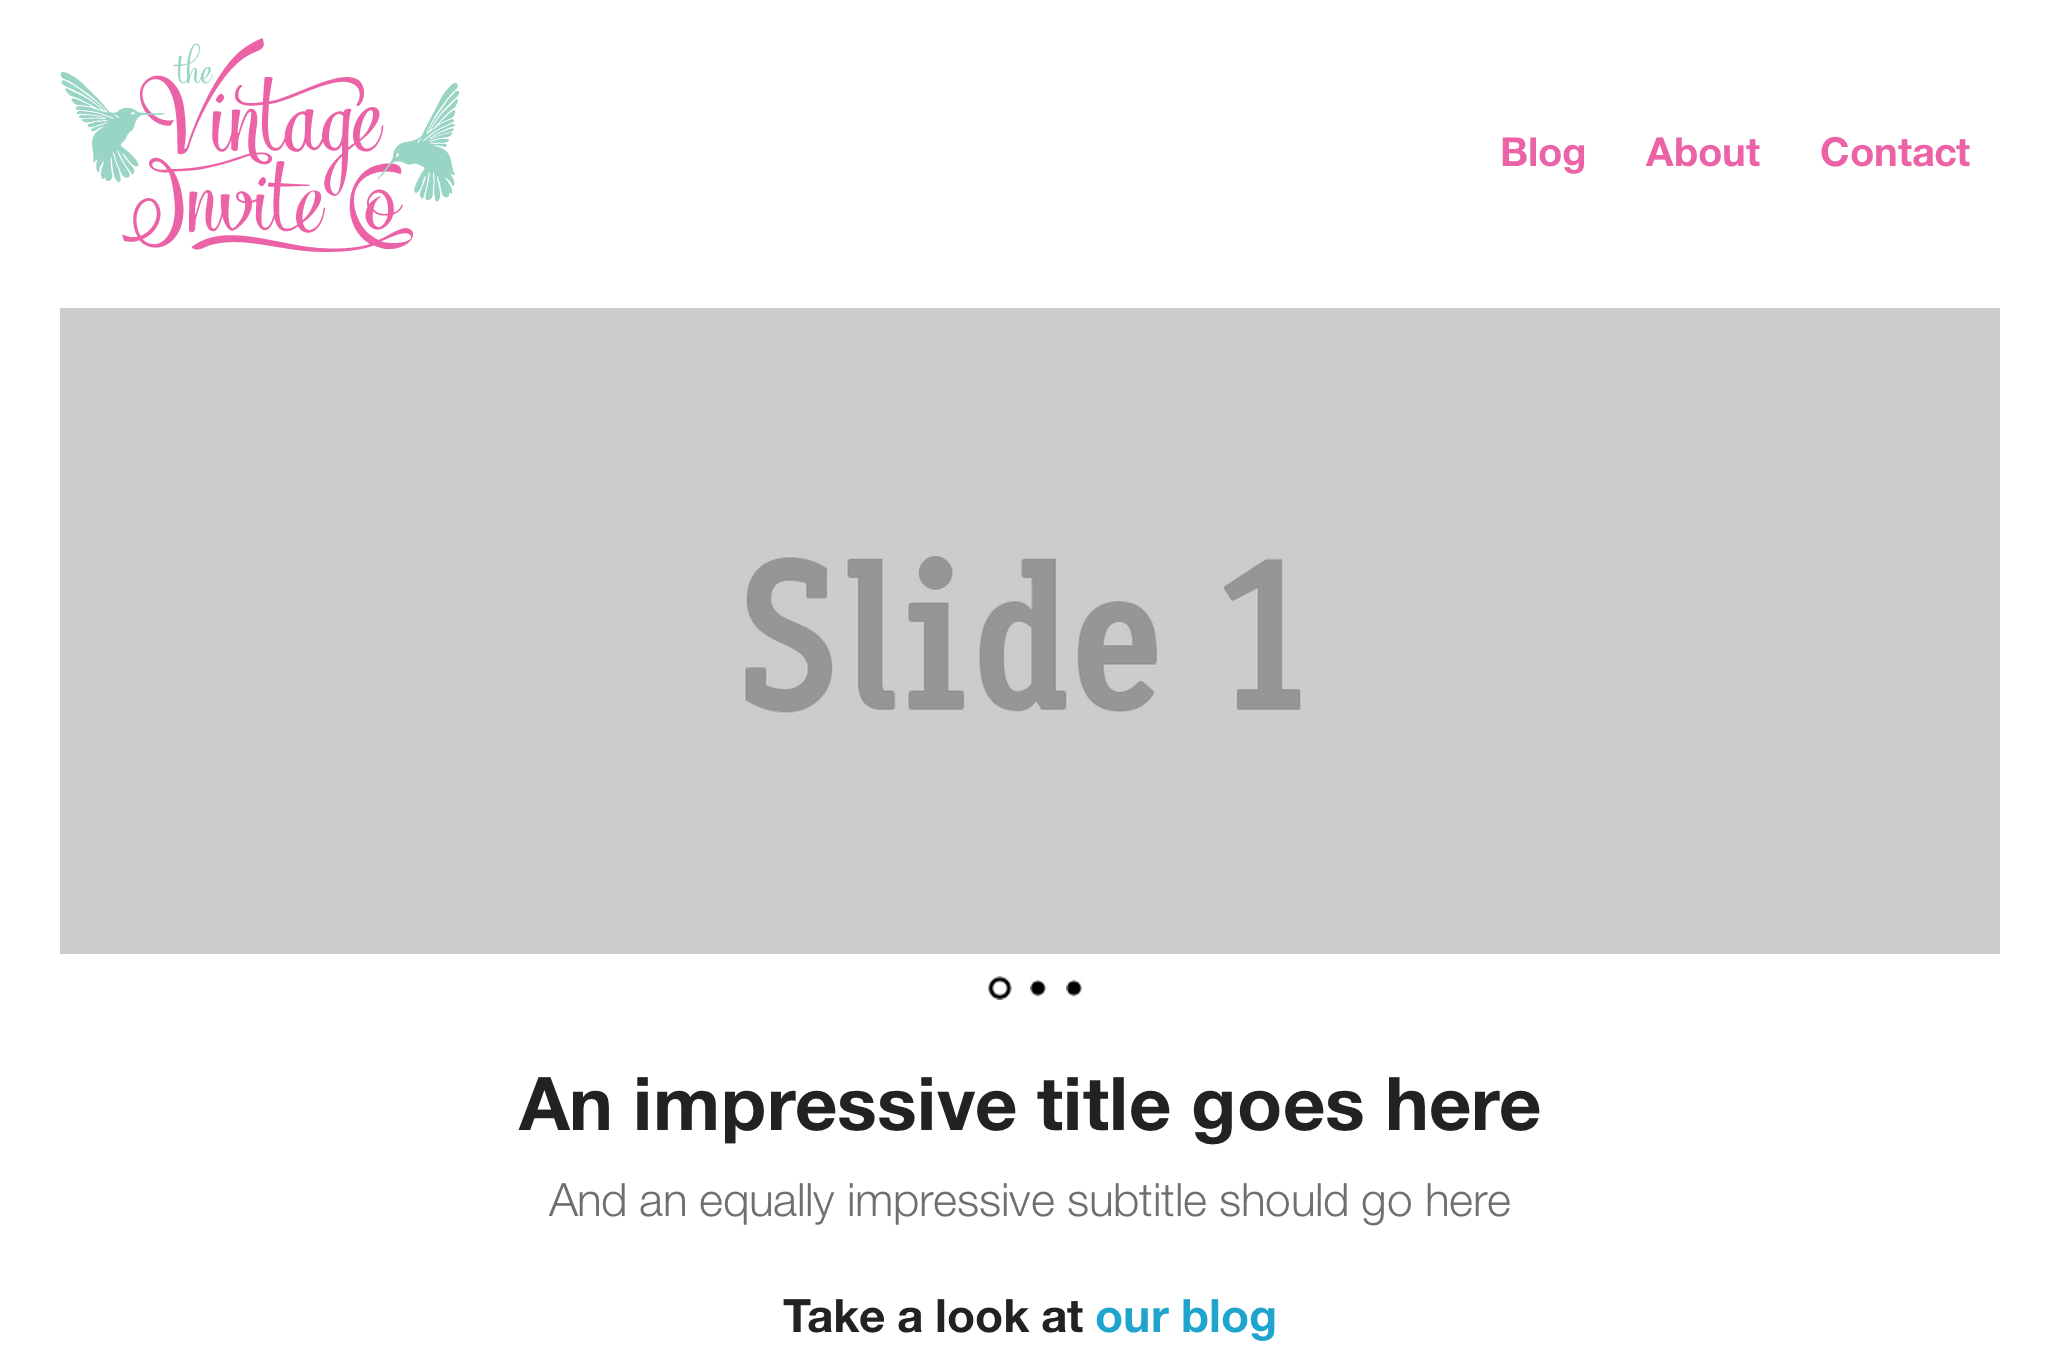 the
Vintage
Invite Co
Blog About Contact
Slide 1
An impressive title goes here
And an equally impressive subtitle should go here
Take a look at our blog